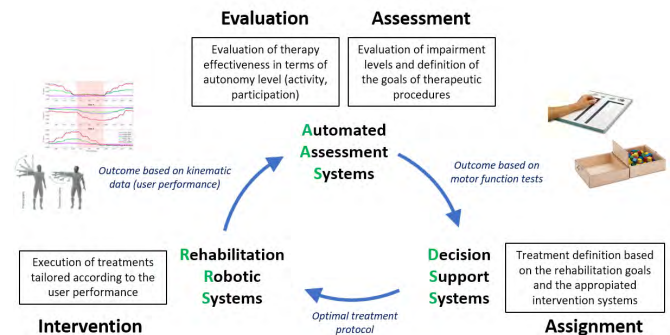 Evaluation
Assessment
Evaluation of therapy
effectiveness in terms of
autonomy level (activity,
participation)
Evaluation of impairment
levels and definition of
the goals of therapeutic
procedures
Automated
Assessment
Systems
Outcome based on kinematic
data (user performance)
Outcome based on
motor function tests
Execution of treatments
tailored according to the
user performance
Intervention
Rehabilitation
Robotic
Systems
Decision
Support
Systems
Treatment definition based
on the rehabilitation goals
and the appropiated
intervention systems
Optimal treatment
protocol
Assignment